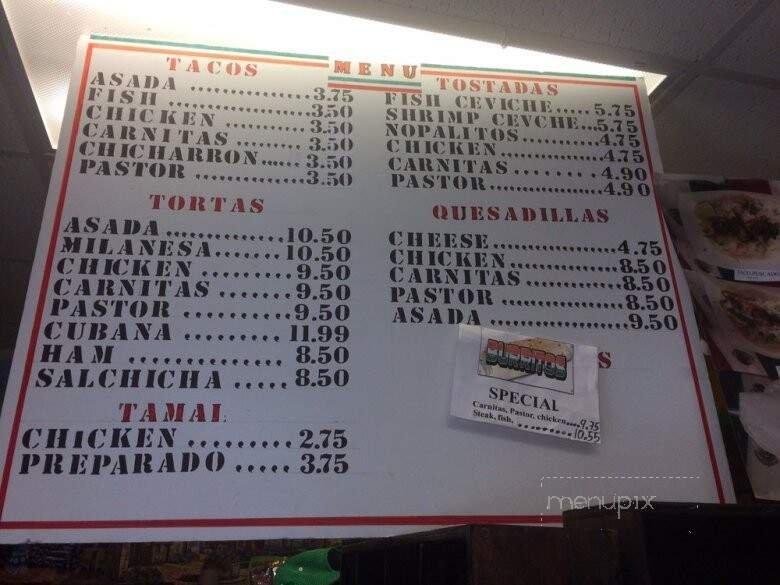 MENU
TACOS
ASADA ................ 3.75
FISH .................. 3.50
CHICKEN ............ 3.50
CARNITAS ........ 3.50
CHICHARRON...... 3.50
PASTOR ............. 3.50
TORTAS
ASADA.............. 10.50
MILANESA......... 10.50
CHICKEN .......... 9.50
CARNITAS ........ 9.50
PASTOR ............ 9.50
CUBANA ........... 11.99
HAM ................ 8.50
SALCHICHA ..... 8.50
TAMAL
CHICKEN ......... 2.75
PREPARADO ..... 3.75
TOSTADAS
FISH CEVICHE.... 5.75
SHRIMP CEVCHE...5.75
NOPALITOS ........ 4.75
CHICKEN............ 4.75
CARNITAS ....... 4.90
PASTOR............. 4.90
QUESADILLAS
CHEESE............. 4.75
CHICKEN........... 8.50
CARNITAS......... 8.50
PASTOR ............ 8.50
ASADA .............. 9.50
S
BURRITOS
SPECIAL
Carnitas, Pastor, chicken.....9.75
Steak, fish, ............10.55
menupix